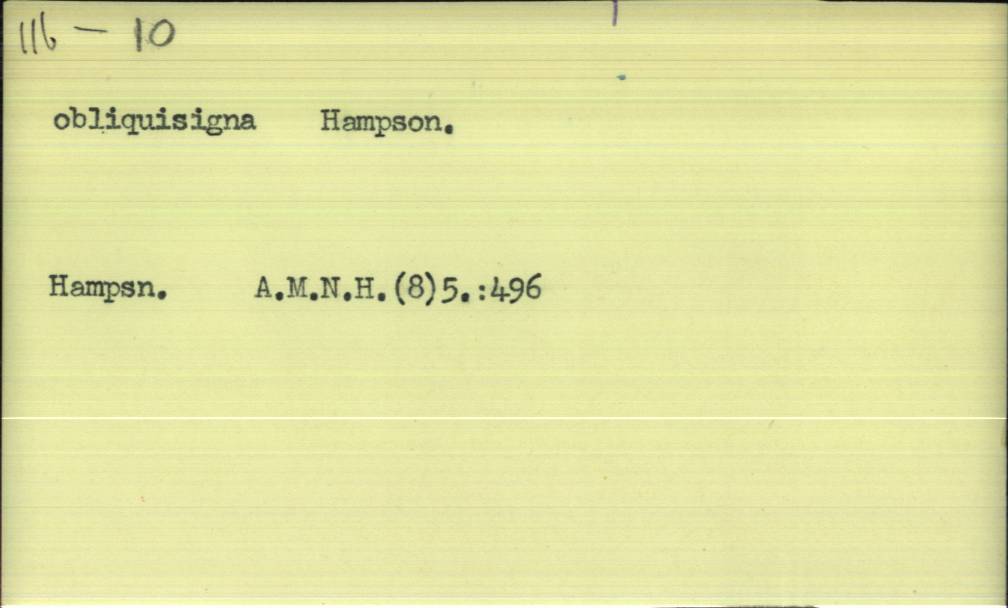 116 - 10
obliquisigna Hampson.
Hampsn. A.M.N.H.(8)5.:496